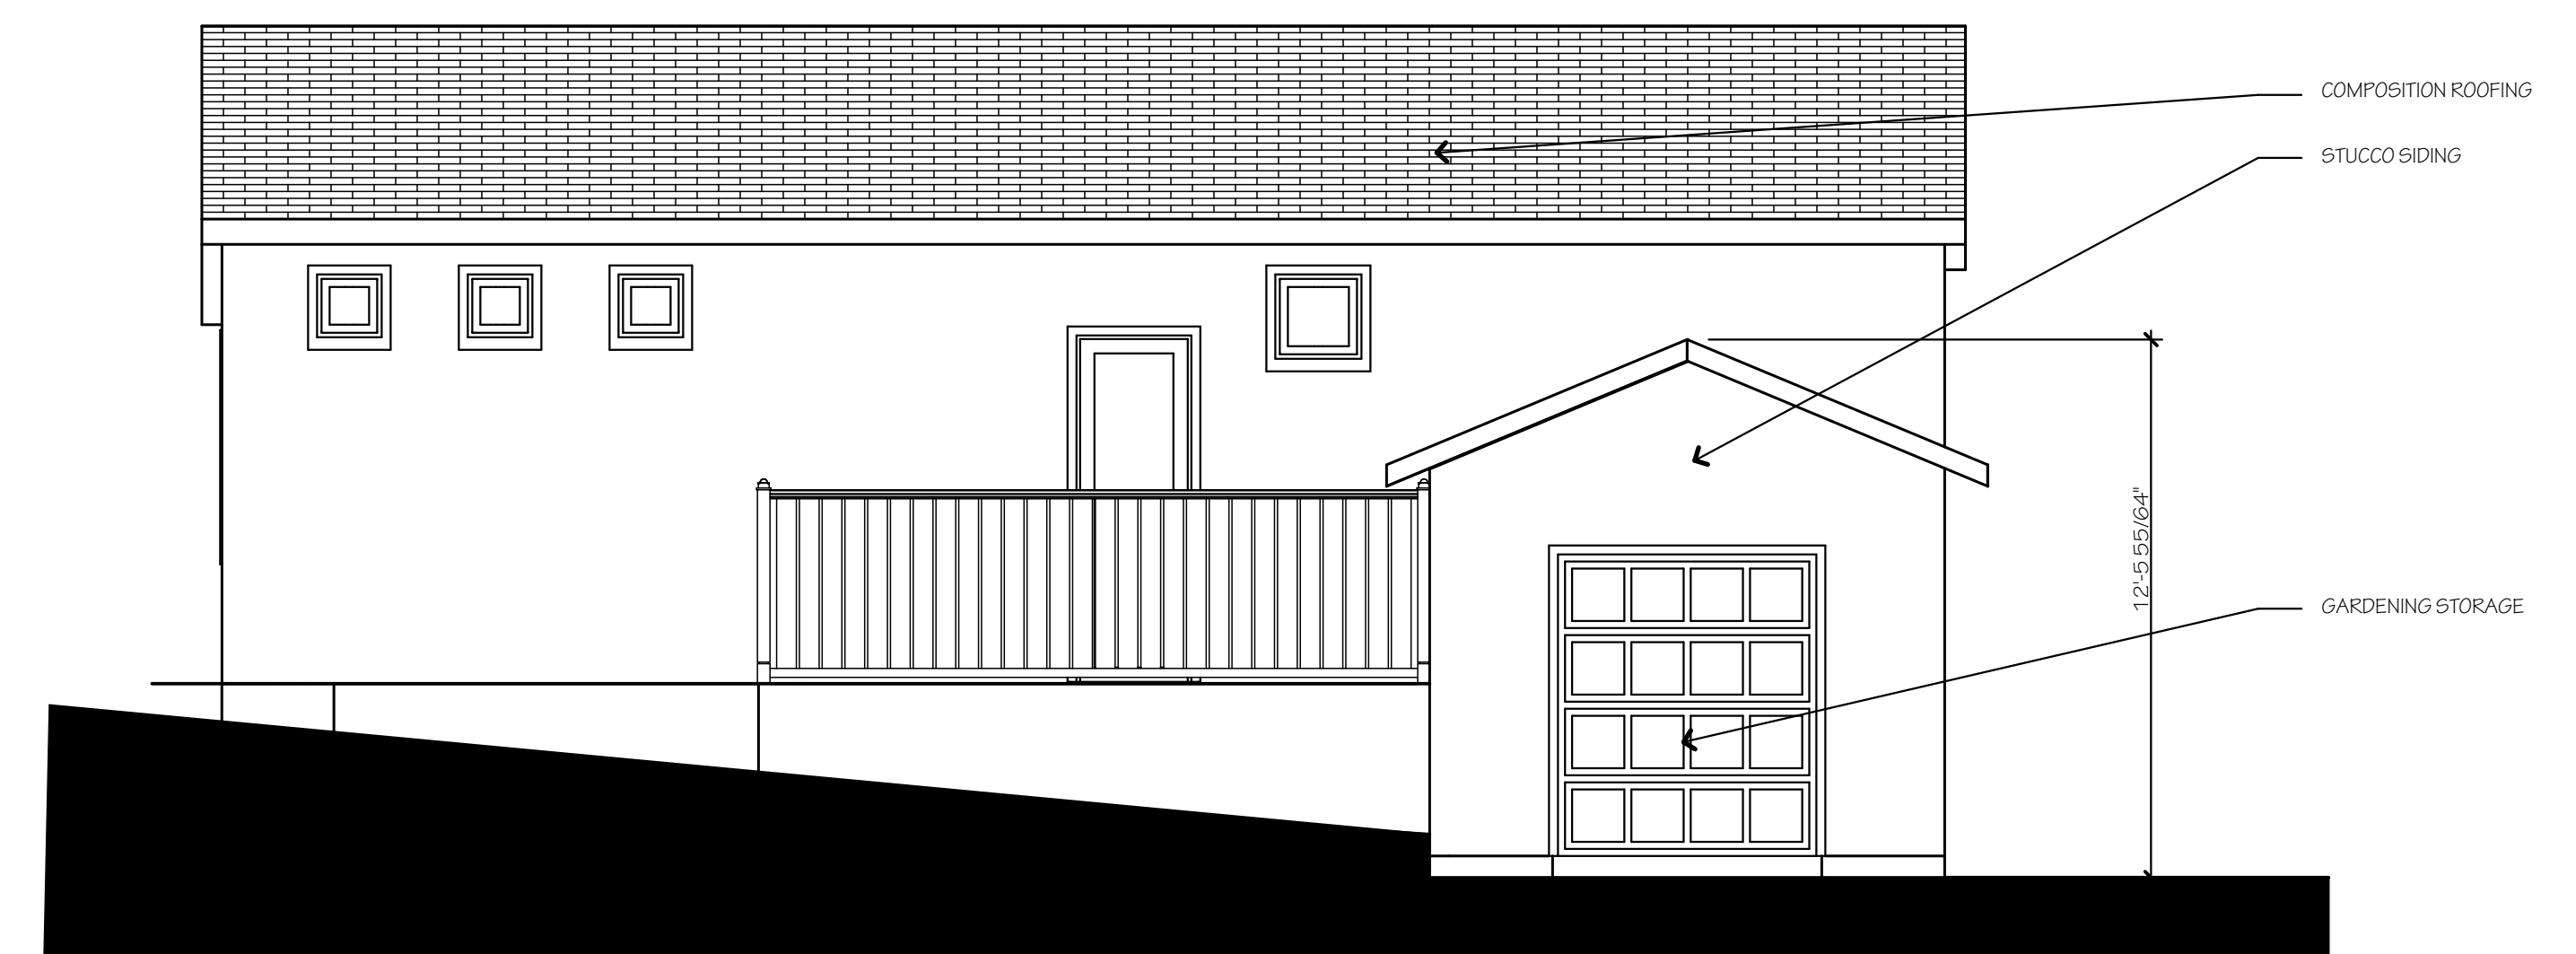 COMPOSITION ROOFING
STUCCO SIDING
12'-5 55/64"
GARDENING STORAGE